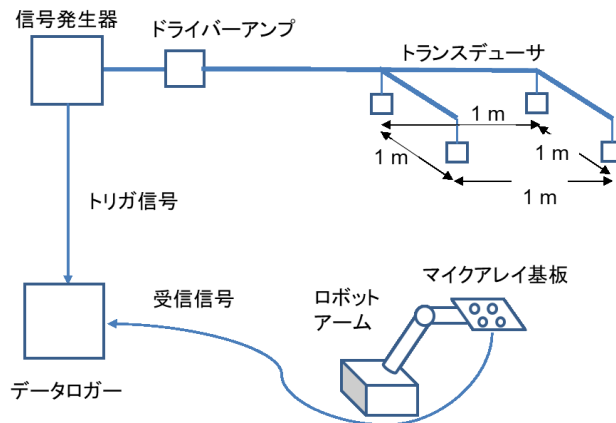 信号発生器
ドライバーアンプ
トランスデューサ
1 m
1 m
1 m
1 m
トリガ信号
マイクアレイ基板
受信信号
ロボット
アーム
データロガー